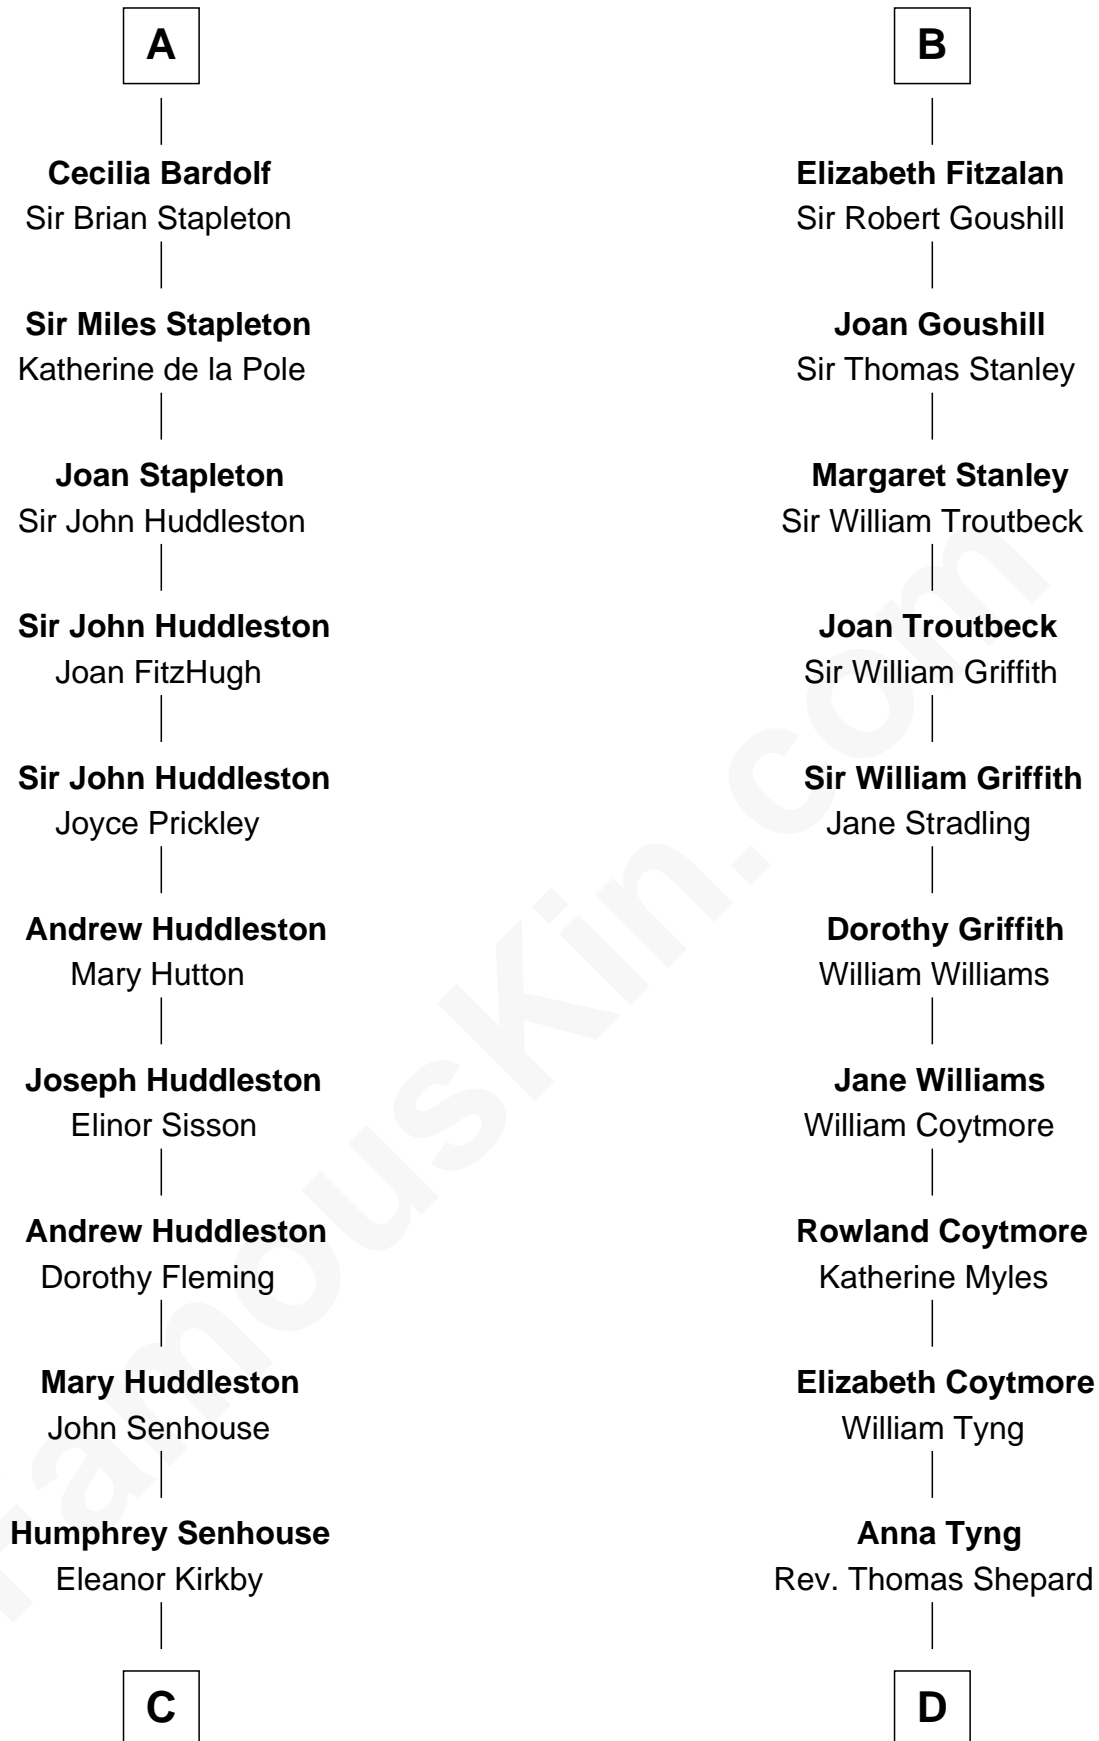 A
Cecilia Bardolf
Sir Brian Stapleton
Sir Miles Stapleton
Katherine de la Pole
Joan Stapleton
Sir John Huddleston
Sir John Huddleston
Joan FitzHugh
Sir John Huddleston
Joyce Prickley
Andrew Huddleston
Mary Hutton
Joseph Huddleston
Elinor Sisson
Andrew Huddleston
Dorothy Fleming
Mary Huddleston
John Senhouse
Humphrey Senhouse
Eleanor Kirkby
C
B
Elizabeth Fitzalan
Sir Robert Goushill
Joan Goushill
Sir Thomas Stanley
Margaret Stanley
Sir William Troutbeck
Joan Troutbeck
Sir William Griffith
Sir William Griffith
Jane Stradling
Dorothy Griffith
William Williams
Jane Williams
William Coytmore
Rowland Coytmore
Katherine Myles
Elizabeth Coytmore
William Tyng
Anna Tyng
Rev. Thomas Shepard
D
FamousKin.com